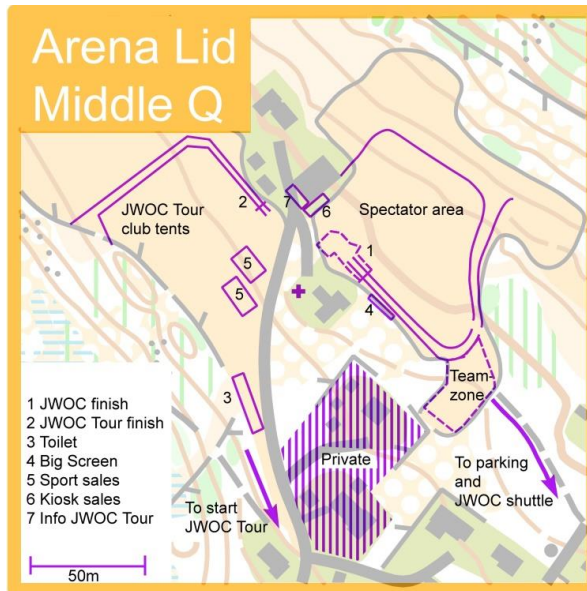 Arena Lid
Middle Q
JWOC Tour
club tents
2
7
6
Spectator area
1
5
5
4
3
Team-
zone
Private
1 JWOC finish
2 JWOC Tour finish
3 Toilet
4 Big Screen
5 Sport sales
6 Kiosk sales
7 Info JWOC Tour
To start
JWOC Tour
To parking
and
JWOC shuttle
50m